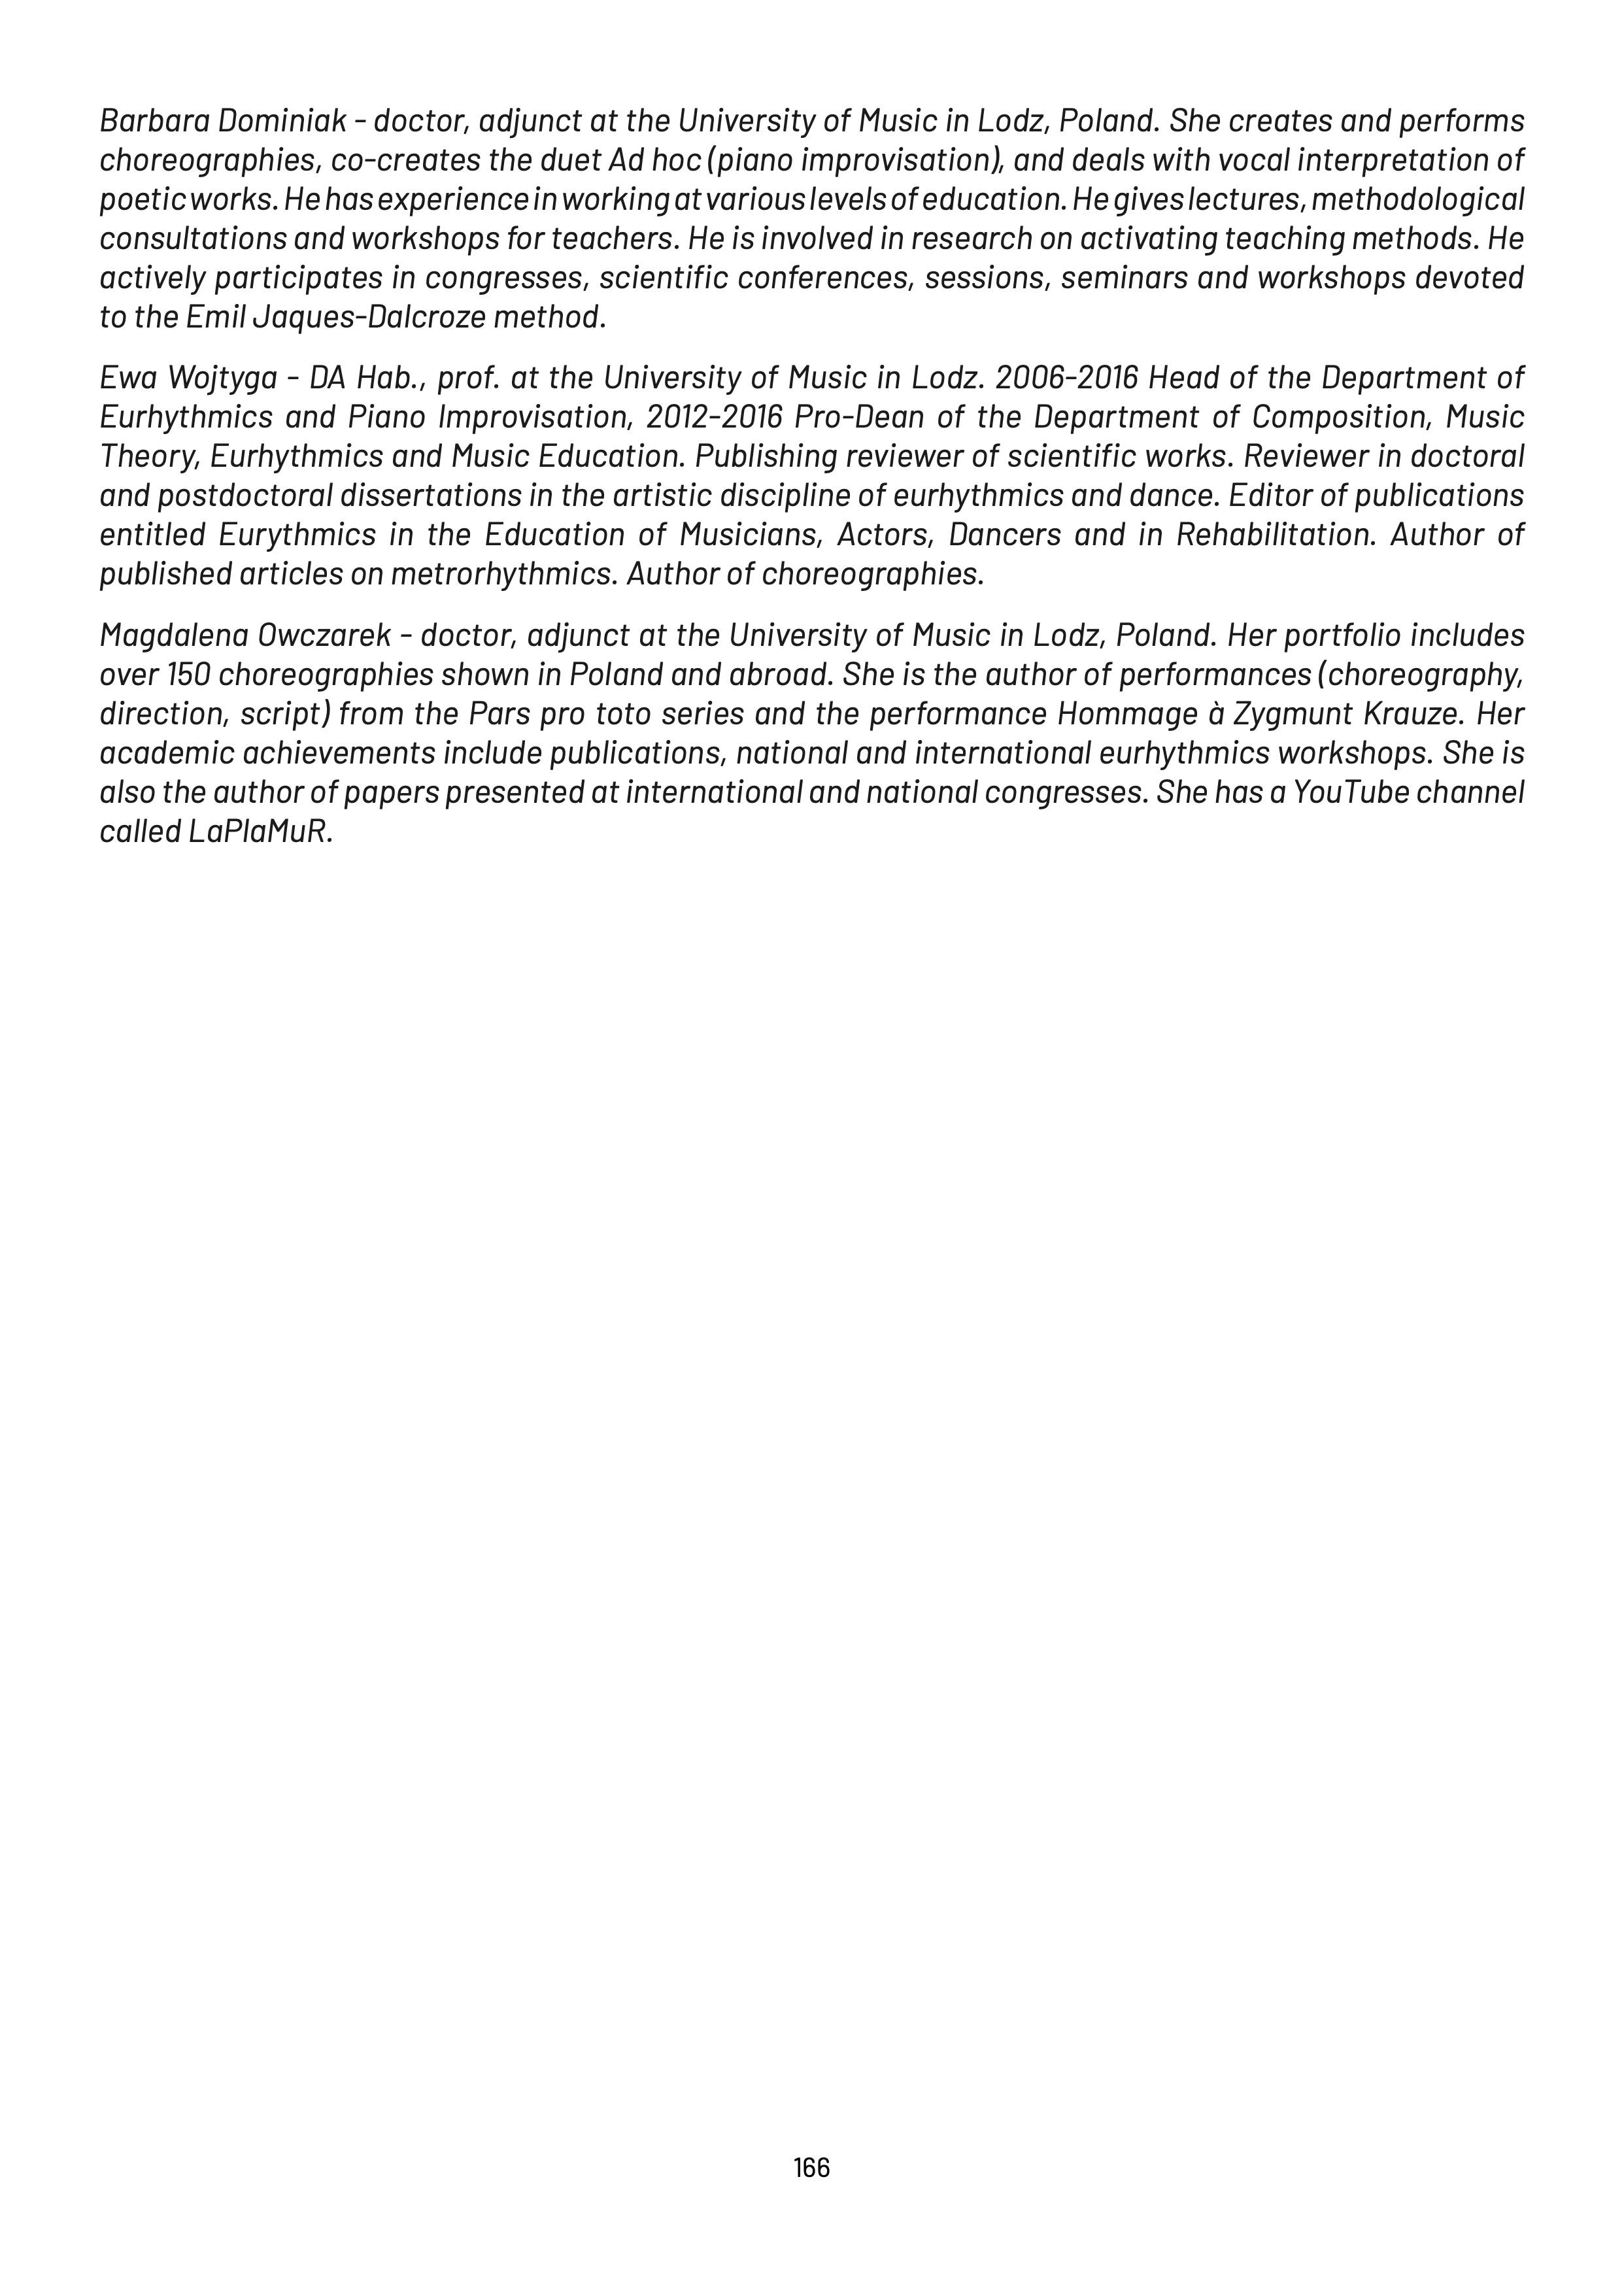 Barbara Dominiak - doctor, adjunct at the University of Music in Lodz, Poland. She creates and performs
choreographies, co-creates the duet Ad hoc (piano improvisation), and deals with vocal interpretation of
poetic works. He has experience in working at various levels of education. He gives lectures, methodological
consultations and workshops for teachers. He is involved in research on activating teaching methods. He
actively participates in congresses, scientific conferences, sessions, seminars and workshops devoted
to the Emil Jaques-Dalcroze method.
Ewa Wojtyga - DA Hab., prof. at the University of Music in Lodz. 2006-2016 Head of the Department of
Eurhythmics and Piano Improvisation, 2012-2016 Pro-Dean of the Department of Composition, Music
Theory, Eurhythmics and Music Education. Publishing reviewer of scientific works. Reviewer in doctoral
and postdoctoral dissertations in the artistic discipline of eurhythmics and dance. Editor of publications
entitled Eurythmics in the Education of Musicians, Actors, Dancers and in Rehabilitation. Author of
published articles on metrorhythmics. Author of choreographies.
Magdalena Owczarek - doctor, adjunct at the University of Music in Lodz, Poland. Her portfolio includes
over 150 choreographies shown in Poland and abroad. She is the author of performances (choreography,
direction, script) from the Pars pro toto series and the performance Hommage à Zygmunt Krauze. Her
academic achievements include publications, national and international eurhythmics workshops. She is
also the author of papers presented at international and national congresses. She has a YouTube channel
called LaPlaMuR.
166